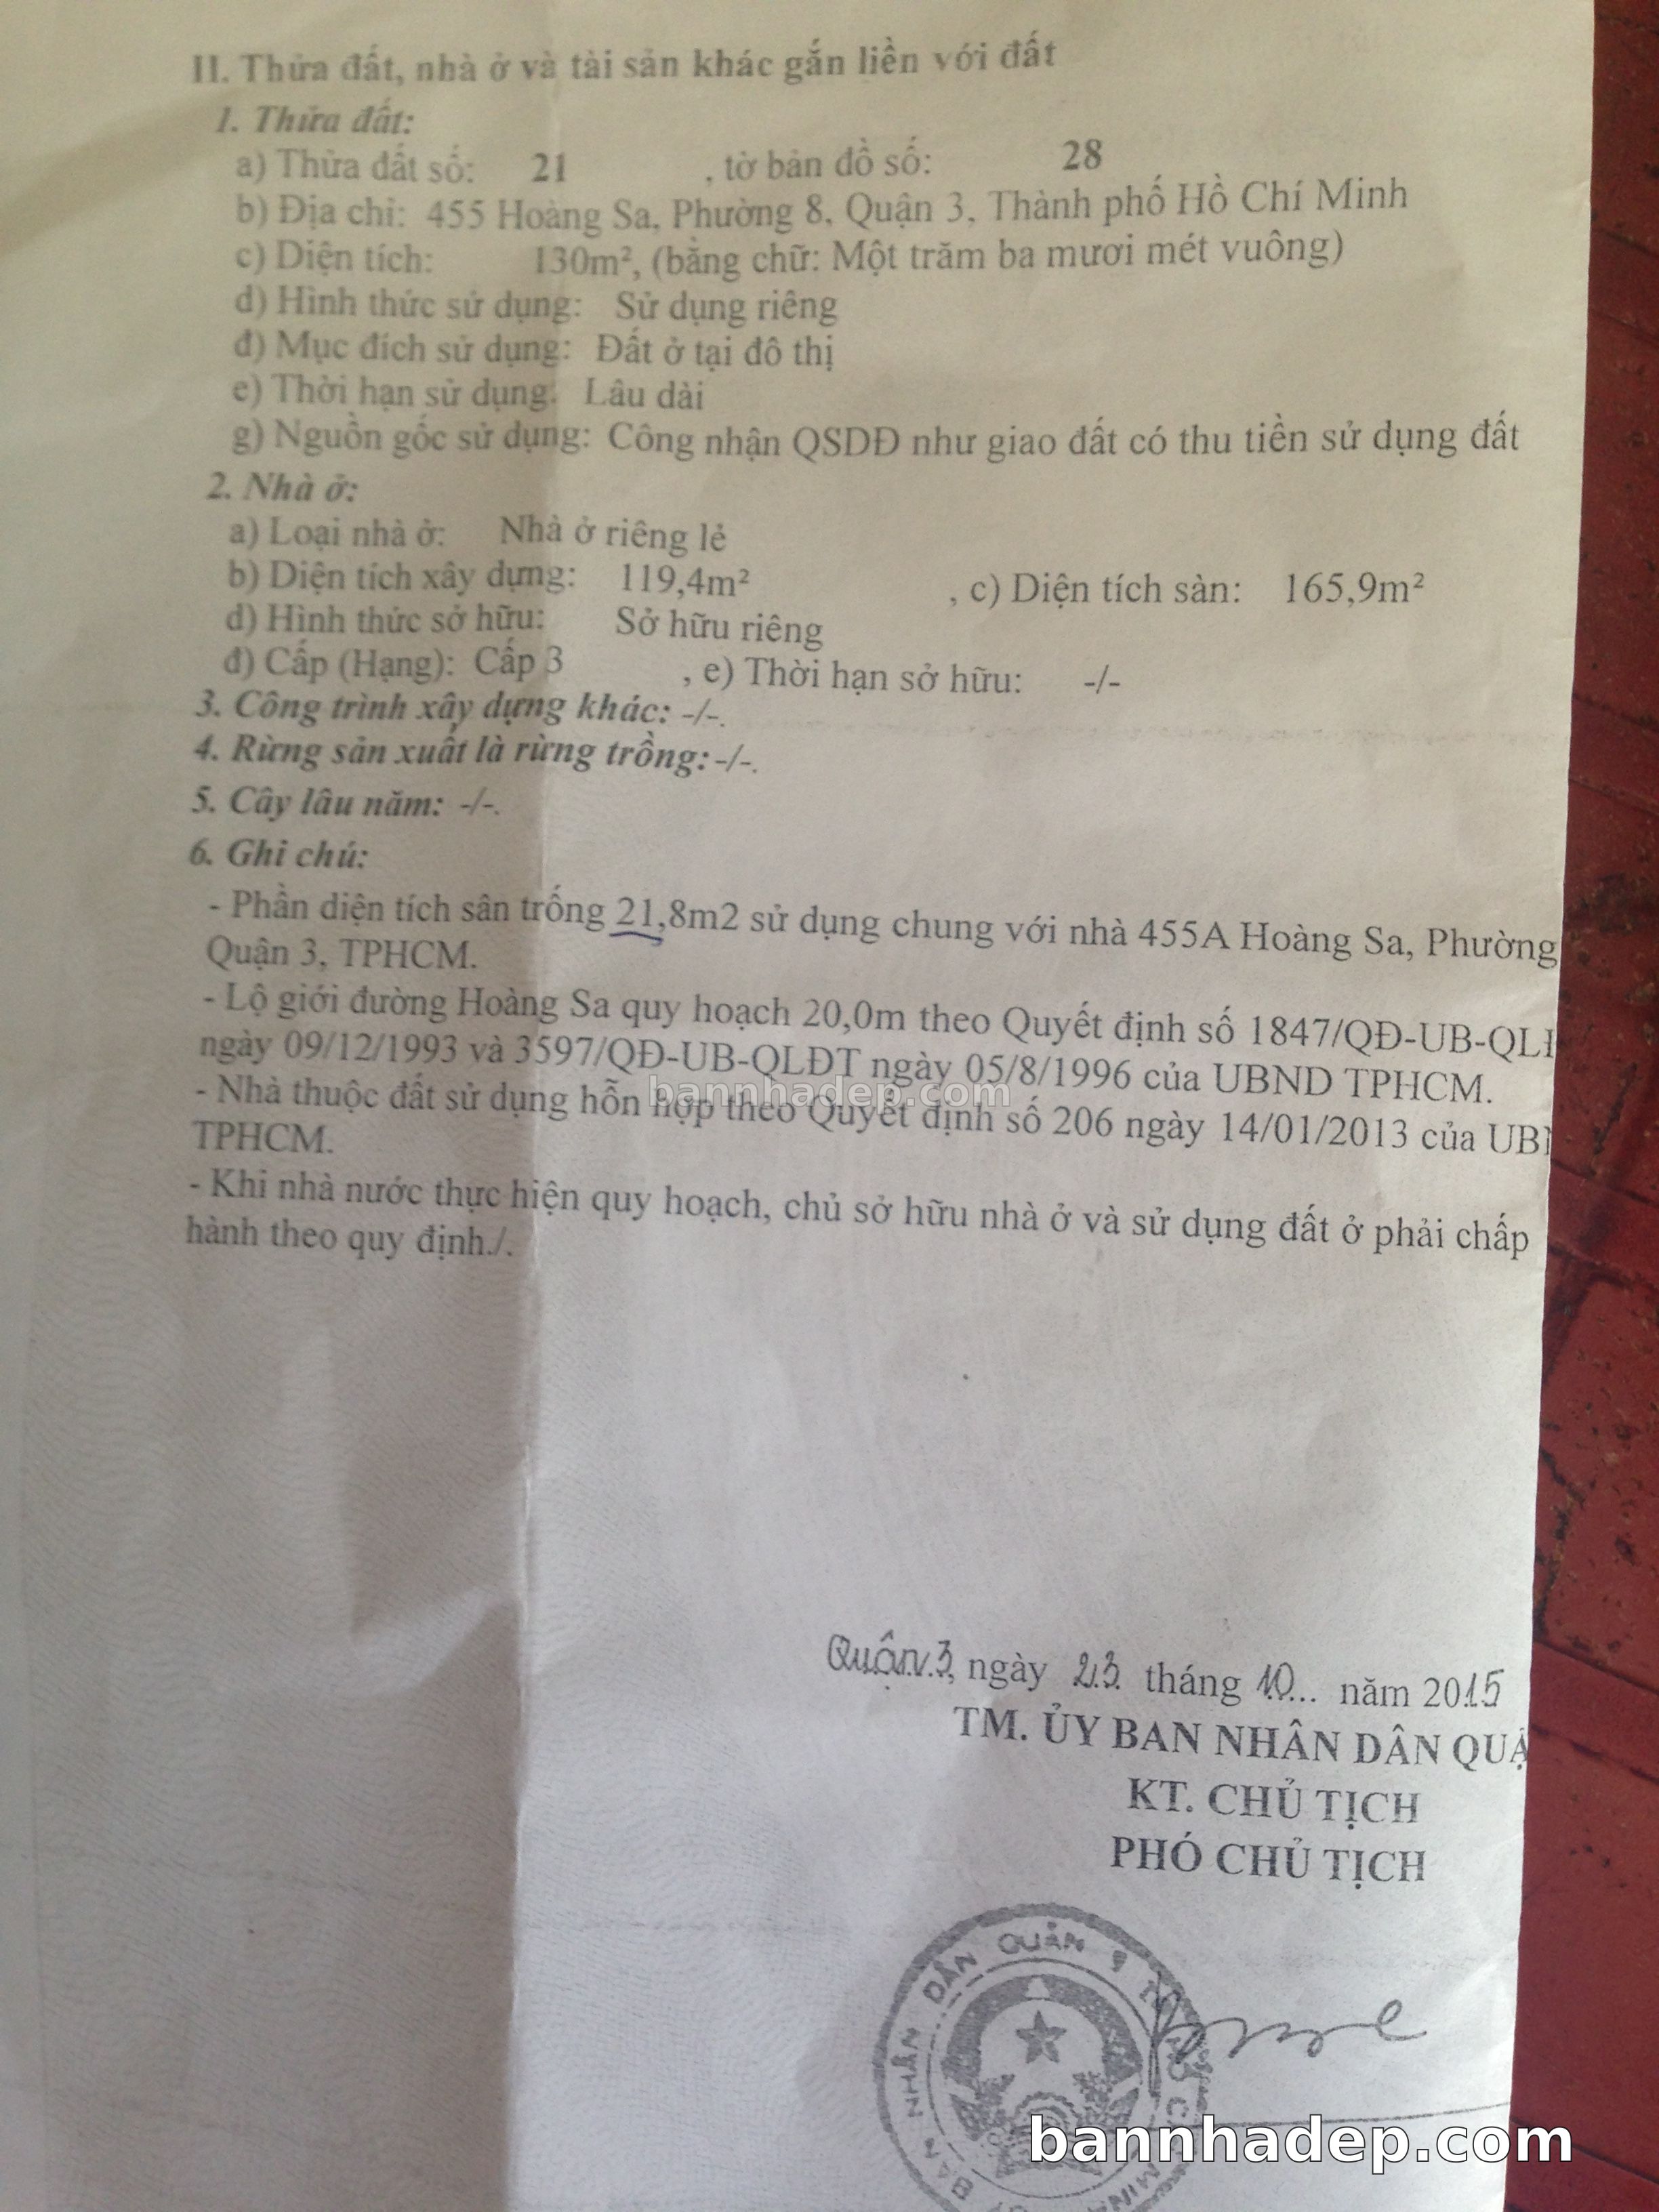 II. Thửa đất, nhà ở và tài sản khác gắn liền với đất
1. Thửa đất:
a) Thửa đất số: 21 , tờ bản đồ số: 28
b) Địa chỉ: 455 Hoàng Sa, Phường 8, Quận 3, Thành phố Hồ Chí Minh
c) Diện tích: 130m², (bằng chữ: Một trăm ba mươi mét vuông)
d) Hình thức sử dụng: Sử dụng riêng
đ) Mục đích sử dụng: Đất ở tại đô thị
e) Thời hạn sử dụng: Lâu dài
g) Nguồn gốc sử dụng: Công nhận QSDĐ như giao đất có thu tiền sử dụng đất
2. Nhà ở:
a) Loại nhà ở: Nhà ở riêng lẻ
b) Diện tích xây dựng: 119,4m² , c) Diện tích sàn: 165,9m²
d) Hình thức sở hữu: Sở hữu riêng
đ) Cấp (Hạng): Cấp 3 , e) Thời hạn sở hữu: -/-
3. Công trình xây dựng khác: -/-.
4. Rừng sản xuất là rừng trồng: -/-.
5. Cây lâu năm: -/-.
6. Ghi chú:
- Phần diện tích sân trống 21,8m2 sử dụng chung với nhà 455A Hoàng Sa, Phường
Quận 3, TPHCM.
- Lộ giới đường Hoàng Sa quy hoạch 20,0m theo Quyết định số 1847/QĐ-UB-QL
ngày 09/12/1993 và 3597/QĐ-UB-QLĐT ngày 05/8/1996 của UBND TPHCM.
- Nhà thuộc đất sử dụng hỗn hợp theo Quyết định số 206 ngày 14/01/2013 của UB
TPHCM.
- Khi nhà nước thực hiện quy hoạch, chủ sở hữu nhà ở và sử dụng đất ở phải chấp
hành theo quy định./.
bannhadep.com
Quận 3, ngày 23 tháng 10... năm 2015
TM. ỦY BAN NHÂN DÂN QUẬ
KT. CHỦ TỊCH
PHÓ CHỦ TỊCH
BAN NHÂN DÂN QUẬN
bannhadep.com